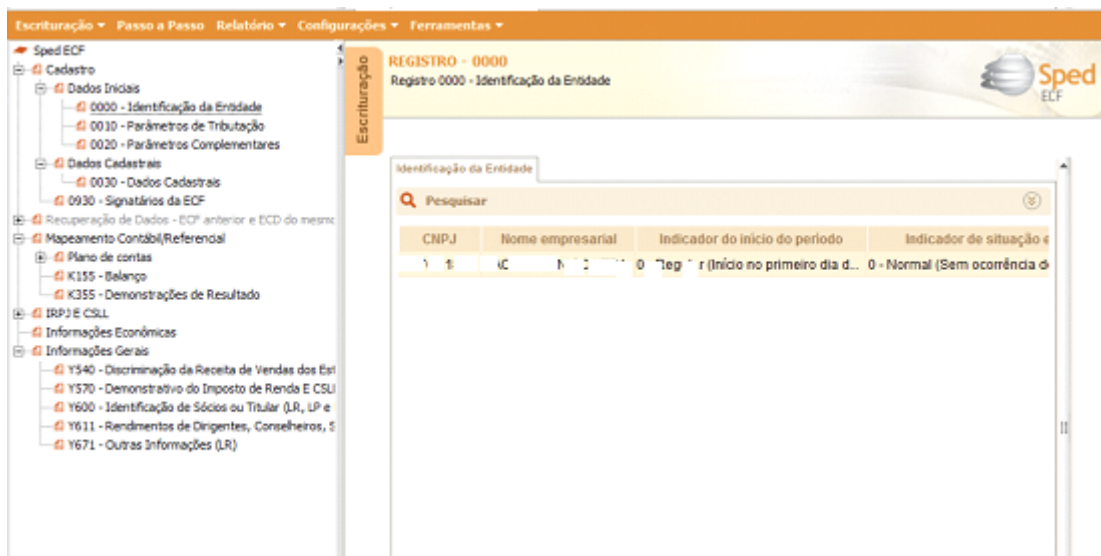 Escrituração Passo a Passo Relatório Configurações Ferramentas
Sped ECF
Cadastro
Dados Iniciais
0000 - Identificação da Entidade
0010 - Parâmetros de Tributação
0020 - Parâmetros Complementares
Dados Cadastrais
0030 - Dados Cadastrais
0930 - Signatários da ECF
Recuperação de Dados - ECF anterior e ECD do mesmo
Mapeamento Contábil/Referencial
Plano de contas
K155 - Balanço
K355 - Demonstrações de Resultado
IRPJ E CSLL
Informações Econômicas
Informações Gerais
Y540 - Discriminação da Receita de Vendas dos Est
Y570 - Demonstrativo do Imposto de Renda E CSLL
Y600 - Identificação de Sócios ou Titular (LR, LP e
Y611 - Rendimentos de Dirigentes, Conselheiros, S
Y671 - Outras Informações (LR)
Escrituração
REGISTRO - 0000
Registro 0000 - Identificação da Entidade
Sped
ECF
Identificação da Entidade
Pesquisar
CNPJ Nome empresarial Indicador do início do período Indicador de situação e
0 - (Início no primeiro dia d... 0 - Normal (Sem ocorrência d